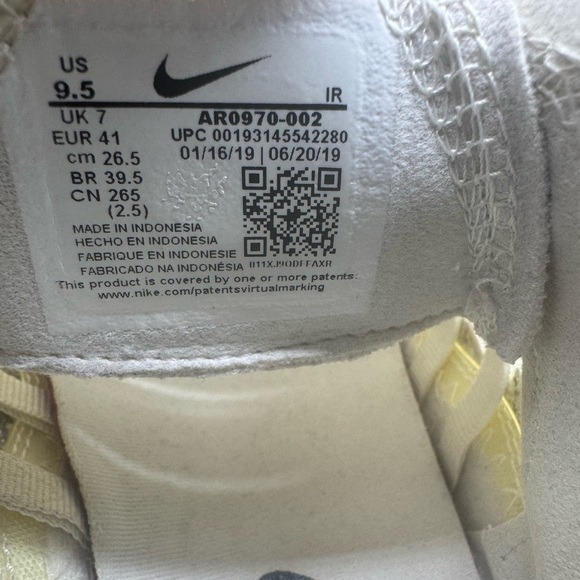 US
9.5
IR
UK 7
AR0970-002
EUR 41
UPC 00193145542280
cm 26.5
01/16/19 | 06/20/19
BR 39.5
CN 265
(2.5)
MADE IN INDONESIA
HECHO EN INDONESIA
FABRIQUE EN INDONESIE
FABRICADO NA INDONÉSIA
This product is covered by one or more patents:
www.nike.com/patentsvirtualmarking